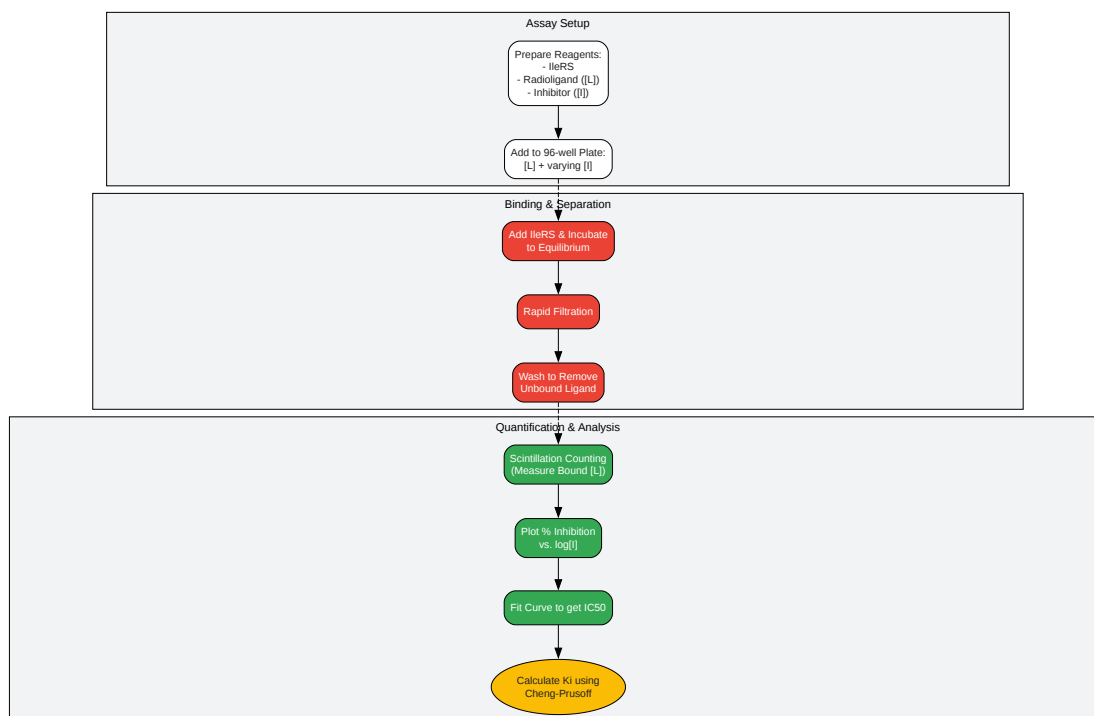 Assay Setup
Prepare Reagents:
- IleRS
- Radioligand ([L])
- Inhibitor ([I])
Add to 96-well Plate:
[L] + varying [I]
Binding & Separation
Add IleRS & Incubate
to Equilibrium
Rapid Filtration
Wash to Remove
Unbound Ligand
Quantification & Analysis
Scintillation Counting
(Measure Bound [L])
Plot % Inhibition
vs. log[I]
Fit Curve to get IC50
Calculate Ki using
Cheng-Prusoff